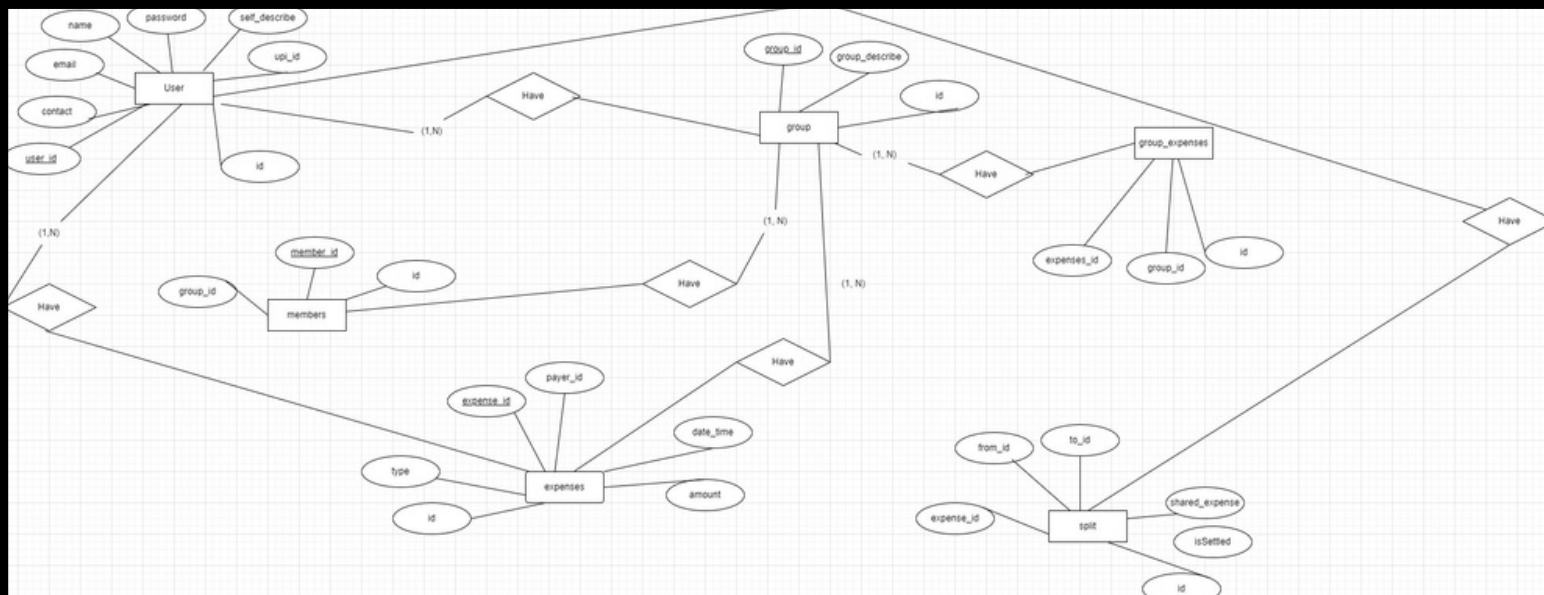 name
password
self_describe
email
upi_id
User
contact
user_id
id
(1,N)
Have
group_id
group_describe
id
group
(1, N)
Have
group_expenses
expenses_id
group_id
id
Have
(1,N)
Have
member_id
group_id
id
members
Have
(1, N)
(1, N)
Have
expense_id
payer_id
date_time
type
expenses
amount
id
from_id
to_id
expense_id
split
shared_expense
isSettled
id